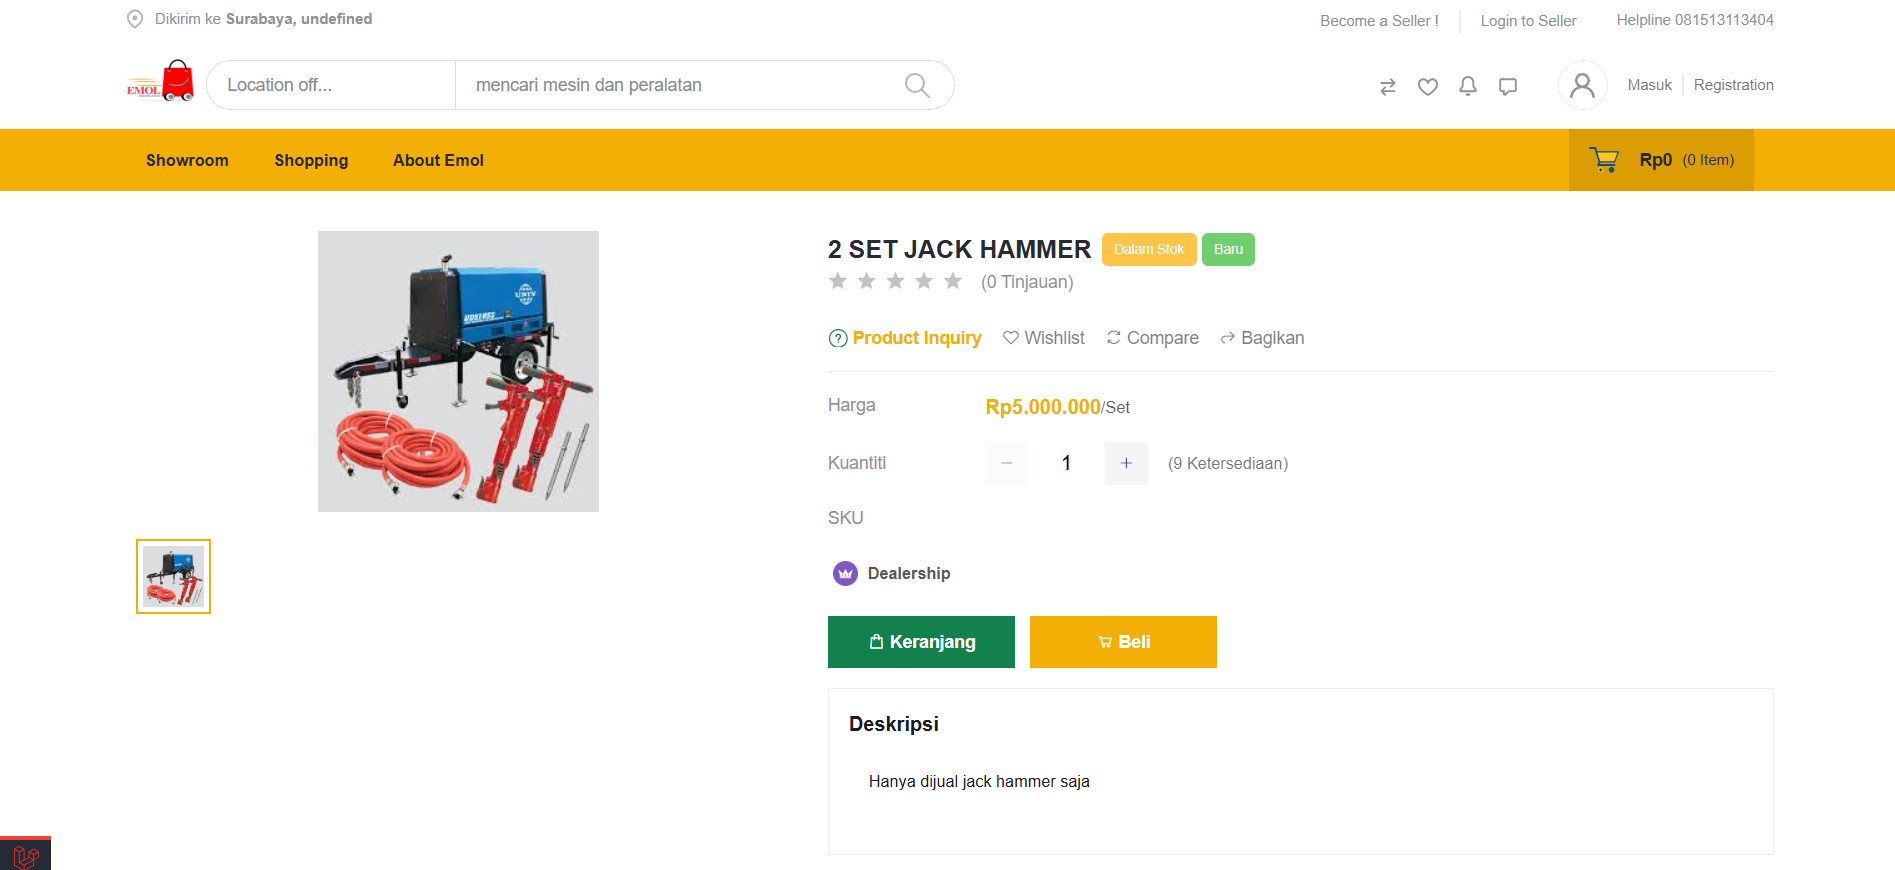 Dikirim ke Surabaya, undefined
Become a Seller !
Login to Seller
Helpline 081513113404
EMOL
Location off...
mencari mesin dan peralatan
Masuk
Registration
Showroom
Shopping
About Emol
Rp0 (0 Item)
2 SET JACK HAMMER
Dalam Stok
Baru
(0 Tinjauan)
UNIV
Product Inquiry
Wishlist
Compare
Bagikan
Harga
Rp5.000.000/Set
Kuantiti
− 1 +
(9 Ketersediaan)
SKU
Dealership
Keranjang
Beli
Deskripsi
Hanya dijual jack hammer saja